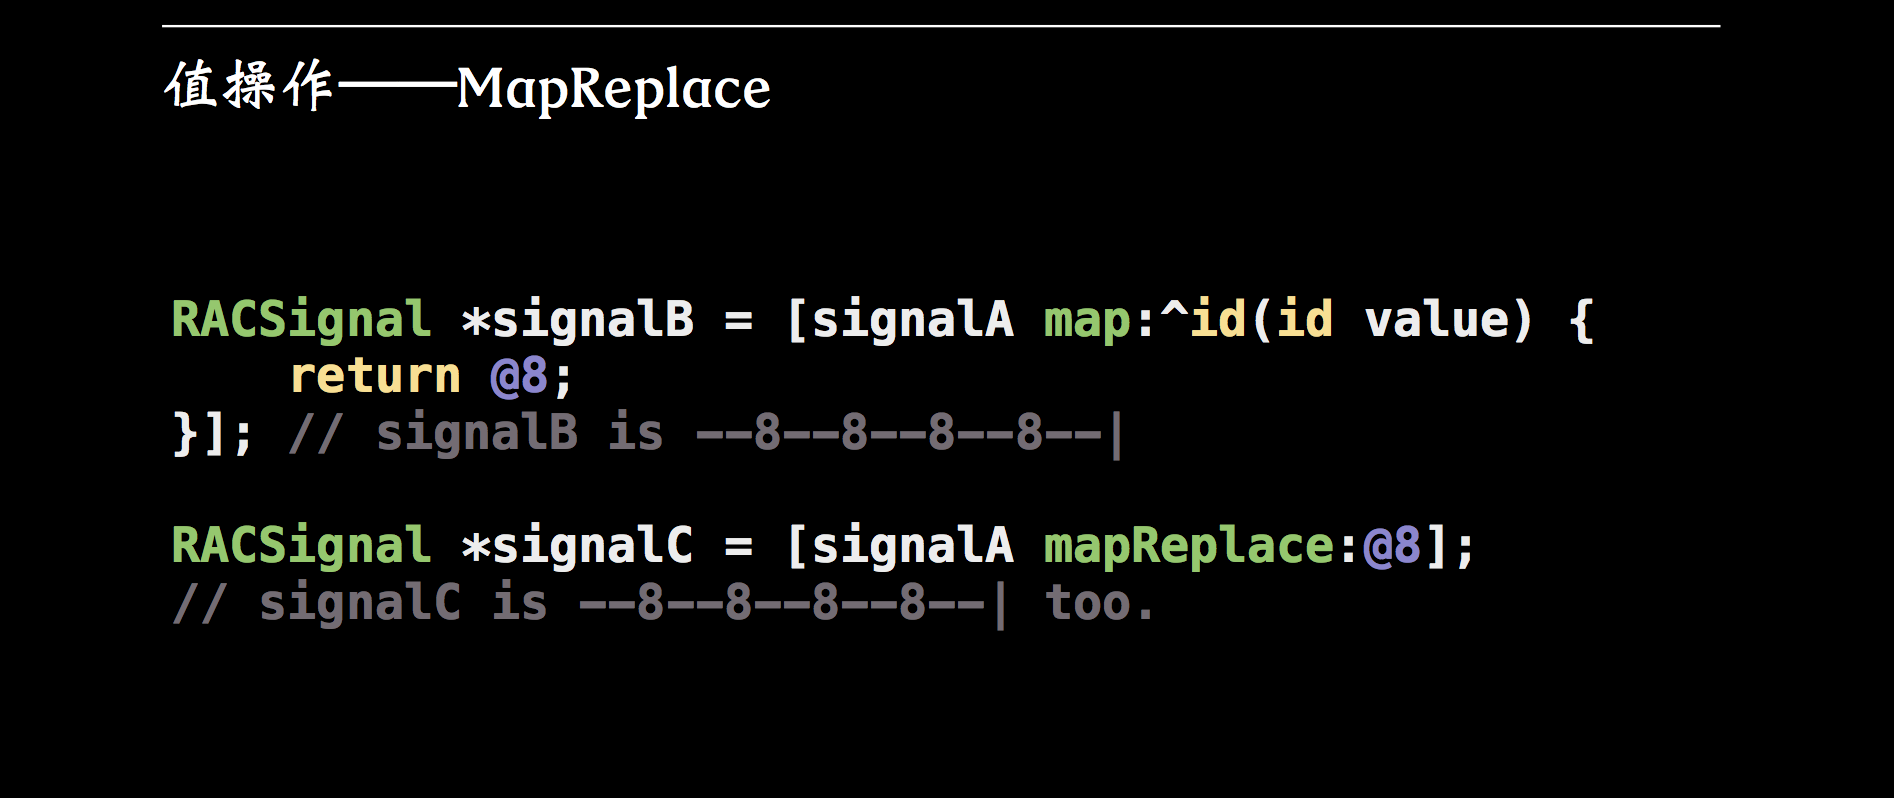 值操作——MapReplace
RACSignal *signalB = [signalA map:^id(id value) {
    return @8;
}]; // signalB is --8--8--8--8--|
RACSignal *signalC = [signalA mapReplace:@8];
// signalC is --8--8--8--8--| too.